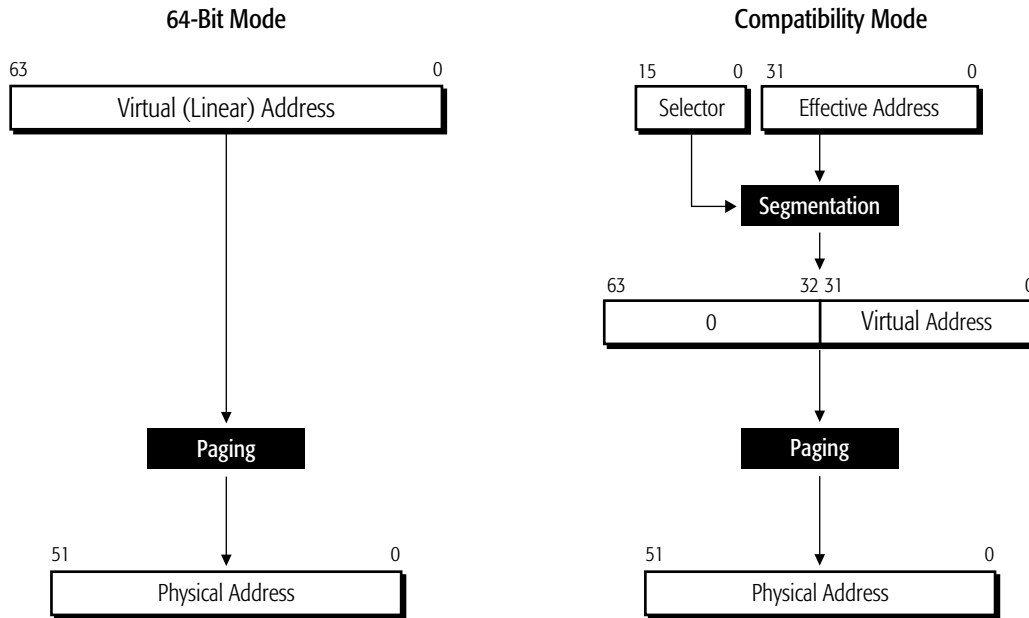 64-Bit Mode
63 0
Virtual (Linear) Address
Paging
51 0
Physical Address
Compatibility Mode
15 0 31 0
Selector Effective Address
Segmentation
63 32 31 0
0 Virtual Address
Paging
51 0
Physical Address